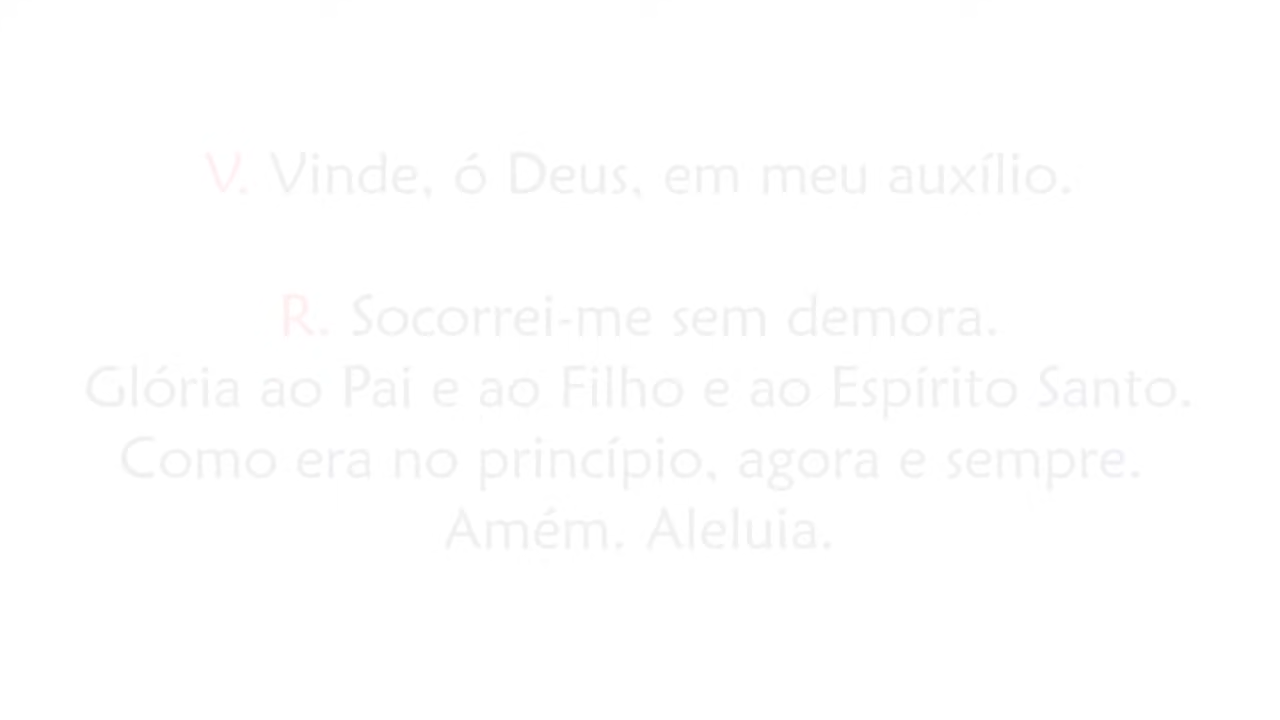 V. Vinde, ó Deus, em meu auxílio.
R. Socorrei-me sem demora.
Glória ao Pai e ao Filho e ao Espírito Santo.
Como era no princípio, agora e sempre.
Amém. Aleluia.